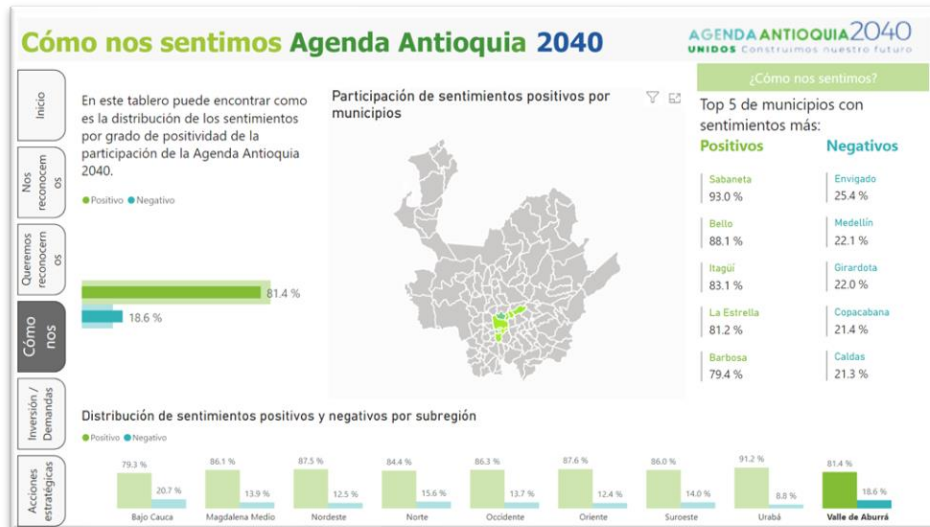 Cómo nos sentimos Agenda Antioquia 2040
AGENDA ANTIOQUIA 2040
UNIDOS Construimos nuestro futuro
Inicio
Nos
reconocem
os
Queremos
reconocern
os
Cómo
nos
Inversión /
Demandas
Acciones
estratégicas
En este tablero puede encontrar como
es la distribución de los sentimientos
por grado de positividad de la
participación de la Agenda Antioquia
2040.
Positivo Negativo
81.4 %
18.6 %
Participación de sentimientos positivos por
municipios
¿Cómo nos sentimos?
Top 5 de municipios con
sentimientos más:
Positivos Negativos
Sabaneta Envigado
93.0 % 25.4 %
Bello Medellín
88.1 % 22.1 %
Itagüí Girardota
83.1 % 22.0 %
La Estrella Copacabana
81.2 % 21.4 %
Barbosa Caldas
79.4 % 21.3 %
Distribución de sentimientos positivos y negativos por subregión
Positivo Negativo
79.3 % 20.7 % 86.1 % 13.9 % 87.5 % 12.5 % 84.4 % 15.6 % 86.3 % 13.7 % 87.6 % 12.4 % 86.0 % 14.0 % 91.2 % 8.8 % 81.4 % 18.6 %
Bajo Cauca Magdalena Medio Nordeste Norte Occidente Oriente Suroeste Urabá Valle de Aburrá